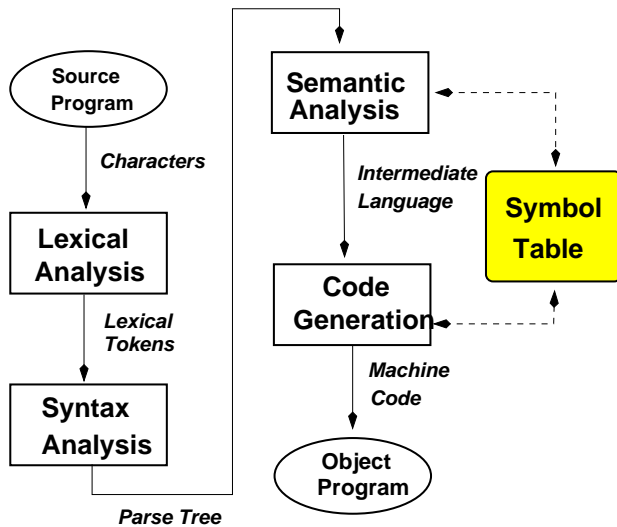 Source
Program
Characters
Lexical
Analysis
Lexical
Tokens
Syntax
Analysis
Parse Tree
Semantic
Analysis
Intermediate
Language
Code
Generation
Machine
Code
Object
Program
Symbol
Table